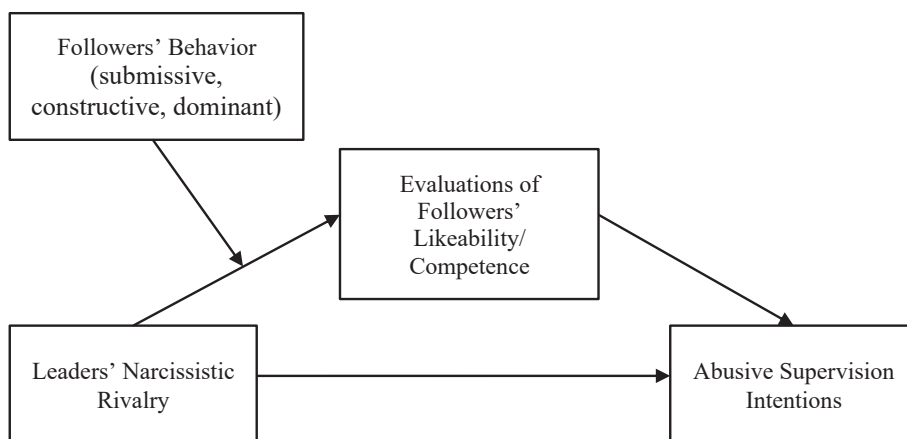 Followers’ Behavior
(submissive,
constructive, dominant)
Evaluations of
Followers’
Likeability/
Competence
Leaders’ Narcissistic
Rivalry
Abusive Supervision
Intentions